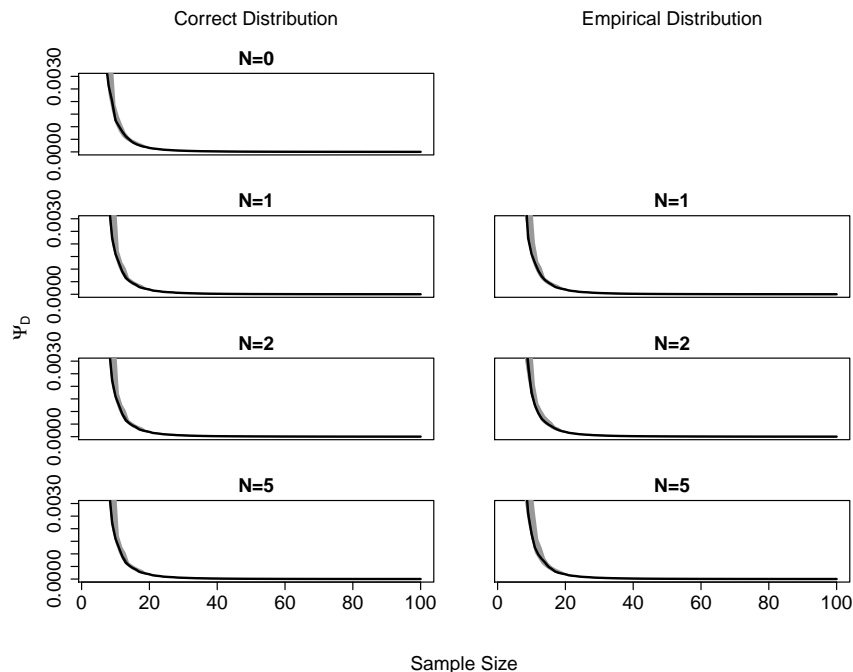 Correct Distribution
Empirical Distribution
N=0
0.0030
0.0000
N=1
N=1
0.0030
0.0000
Ψ_D
N=2
N=2
0.0030
0.0000
N=5
N=5
0.0030
0.0000
0 20 40 60 80 100
0 20 40 60 80 100
Sample Size